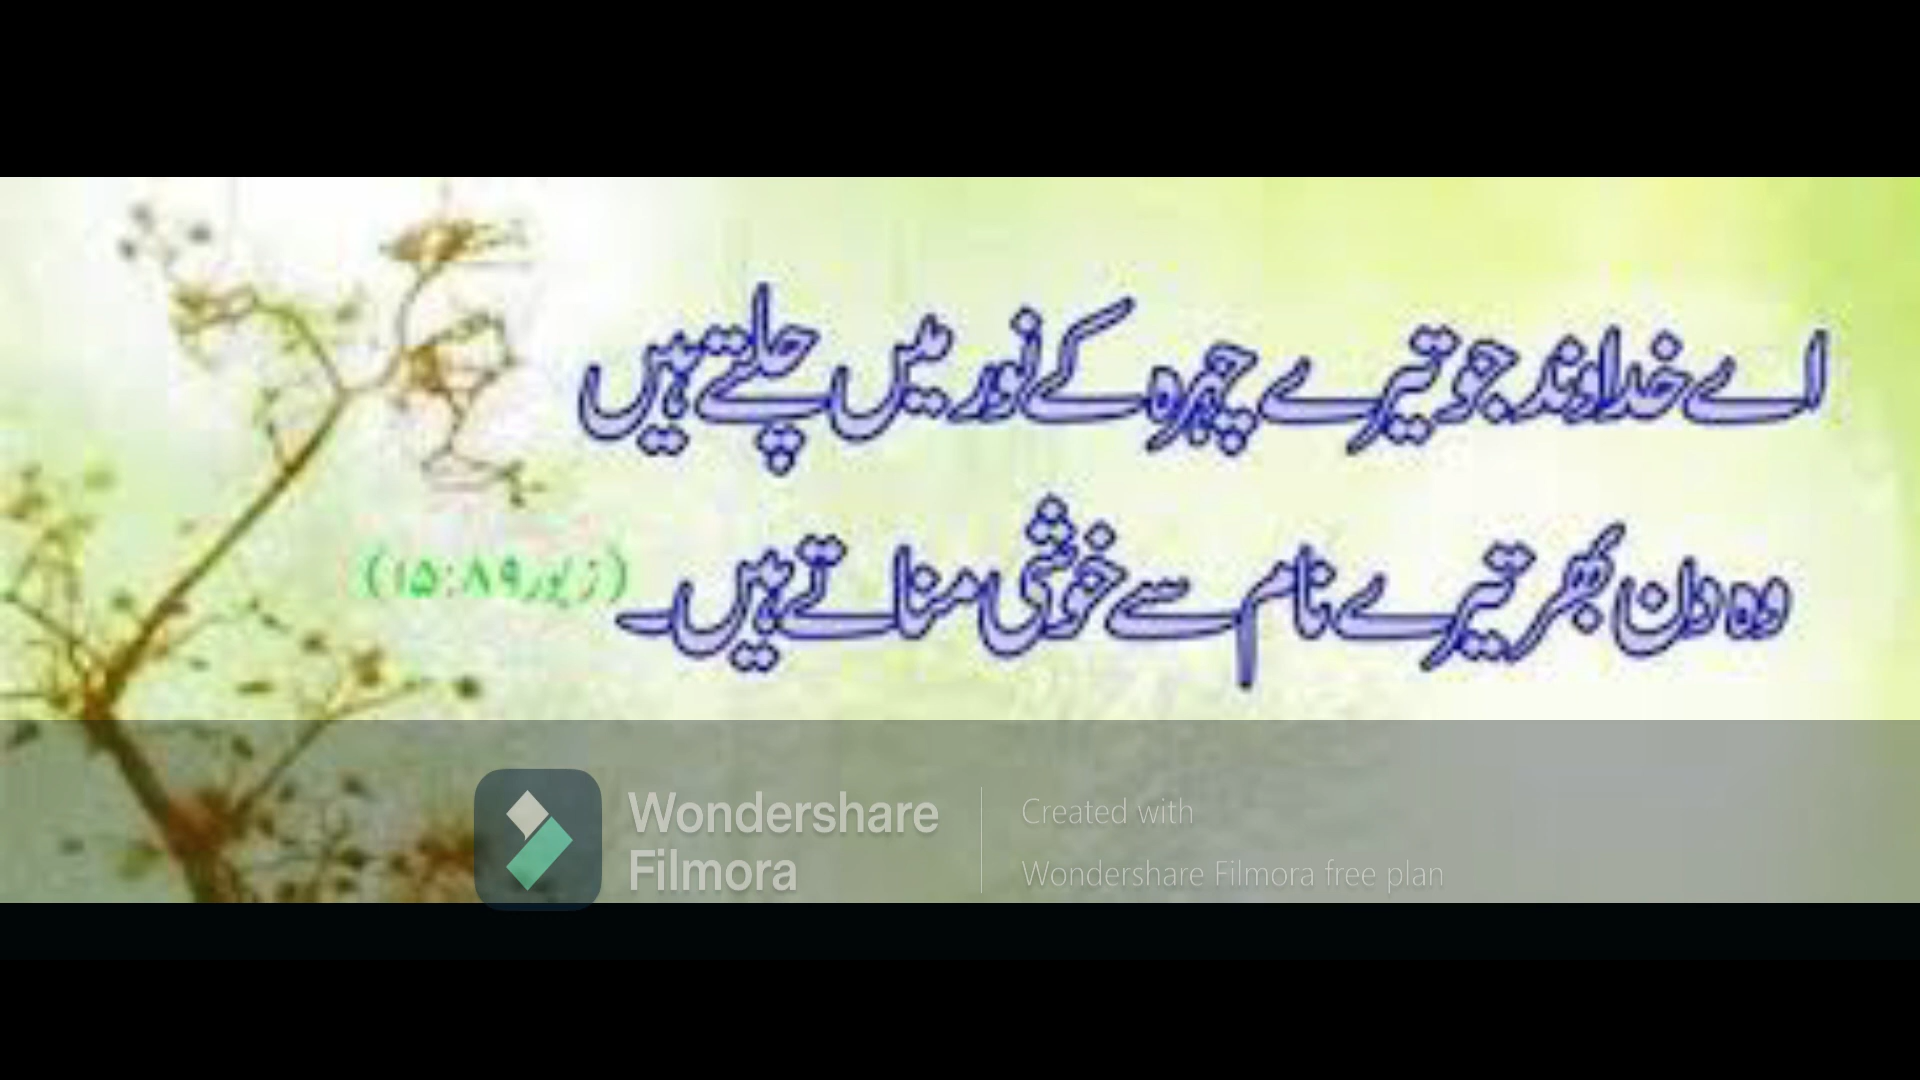 اے خداوند جو تیرے چہرہ کے نور میں چلتے ہیں
وہ دن بھر تیرے نام سے خوشی مناتے ہیں۔
(زبور ۸۹:۱۵)
Wondershare
Filmora
Created with
Wondershare Filmora free plan